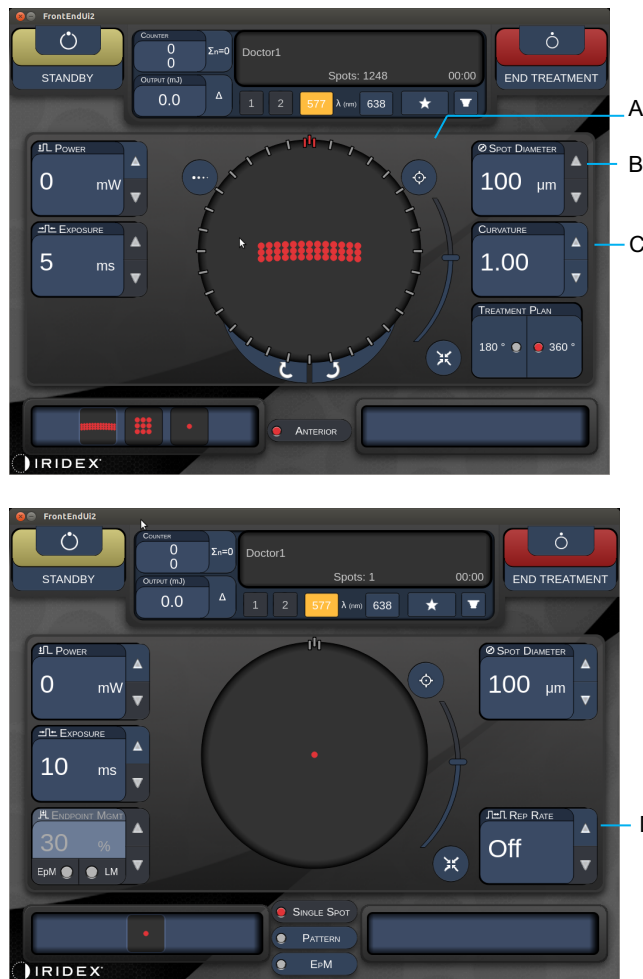 FrontEndUi2
STANDBY
COUNTER
0
0
Σn=0
OUTPUT (mJ)
0.0
Δ
Doctor1
Spots: 1248 00:00
1 2 577 λ (nm) 638
END TREATMENT
A
POWER
0 mW
EXPOSURE
5 ms
SPOT DIAMETER
100 μm
B
CURVATURE
1.00
C
TREATMENT PLAN
180 ° 360 °
ANTERIOR
IRIDEX
FrontEndUi2
STANDBY
COUNTER
0
0
Σn=0
OUTPUT (mJ)
0.0
Δ
Doctor1
Spots: 1 00:00
1 2 577 λ (nm) 638
END TREATMENT
POWER
0 mW
EXPOSURE
10 ms
ENDPOINT MGMT
30 %
EpM LM
SPOT DIAMETER
100 μm
REP RATE
Off
SINGLE SPOT
PATTERN
EPM
IRIDEX